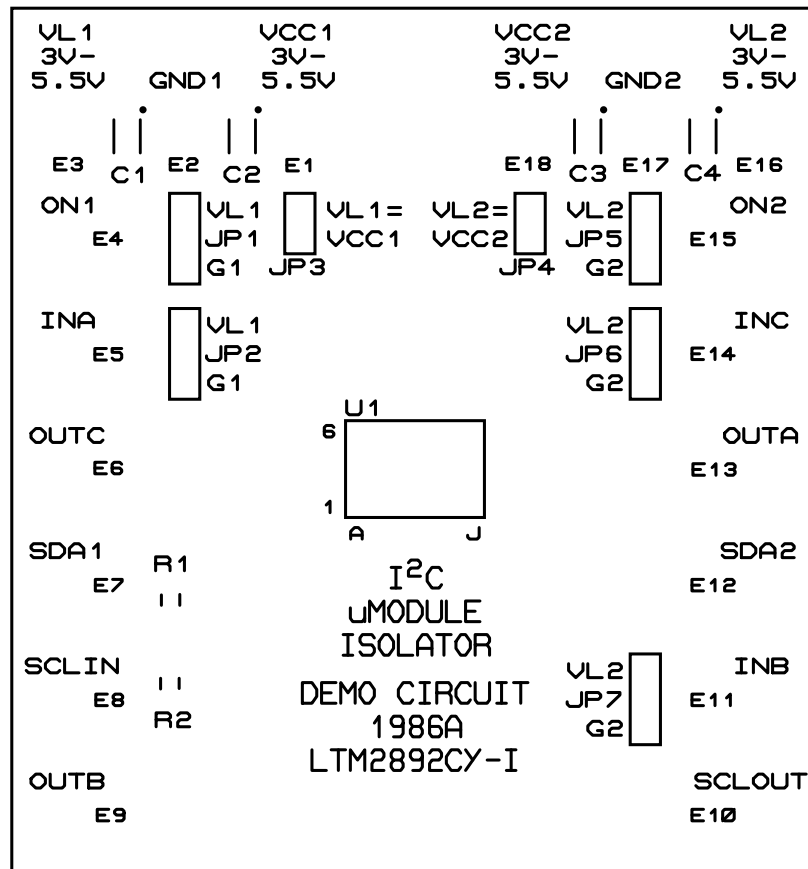 VL1 VCC1 VCC2 VL2
3V- 3V- 3V- 3V-
5.5V GND1 5.5V 5.5V GND2 5.5V
E3 C1 E2 C2 E1 E18 C3 E17 C4 E16
ON1 VL1 VL1= VL2= VL2 ON2
E4 JP1 VCC1 VCC2 JP5 E15
G1 JP3 JP4 G2
INA VL1 VL2 INC
E5 JP2 JP6 E14
G1 G2
U1
6
OUTC OUTA
E6 E13
1
A J
SDA1 R1 SDA2
E7 E12
I²C
uMODULE
ISOLATOR
SCLIN VL2 INB
E8 JP7 E11
R2 G2
DEMO CIRCUIT
1986A
LTM2892CY-I
OUTB SCLOUT
E9 E10